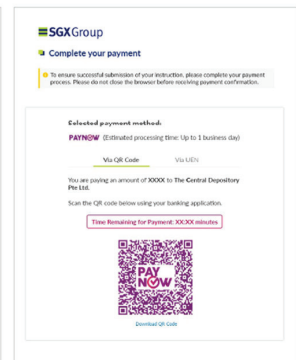 SGXGroup
Complete your payment
To ensure successful submission of your instruction, please complete your payment
process. Please do not close the browser before receiving payment confirmation.
Selected payment method:
PAYNOW (Estimated processing time: Up to 1 business day)
Via QR Code Via UEN
You are paying an amount of XXXX to The Central Depository
Pte Ltd.
Scan the QR code below using your banking application.
Time Remaining for Payment: XX:XX minutes
PAY
NOW
Download QR Code